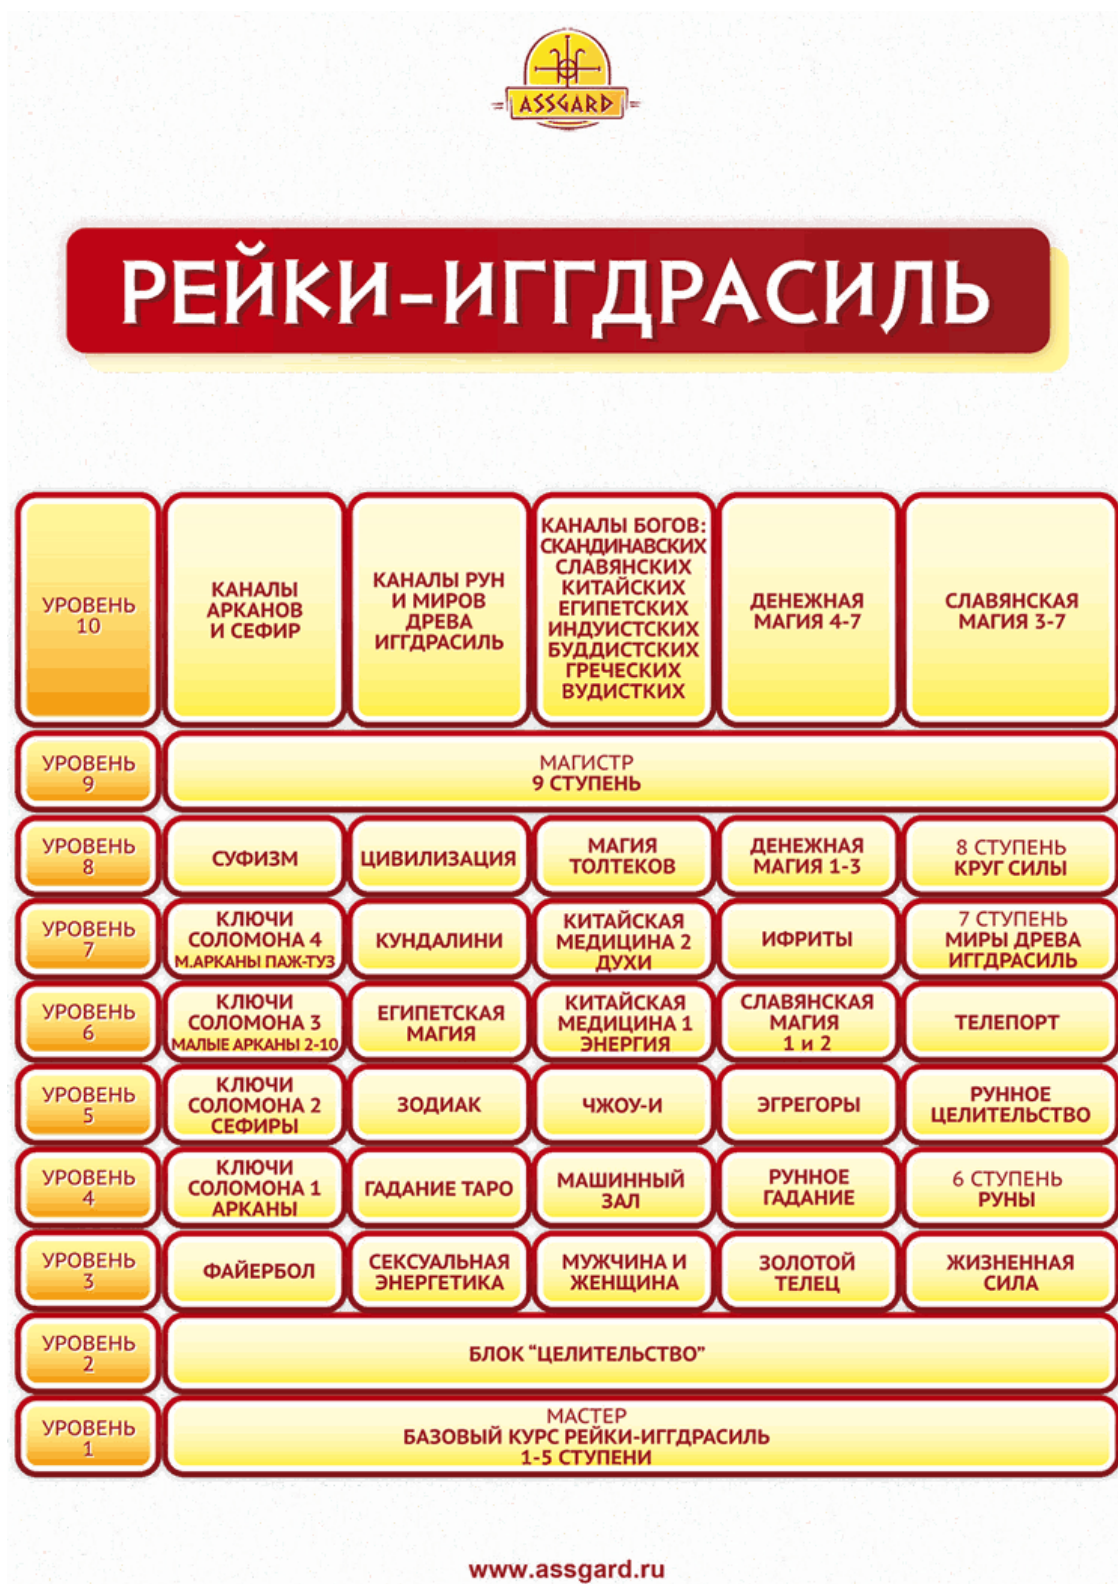 ASSGARD
РЕЙКИ-ИГГДРАСИЛЬ
УРОВЕНЬ
10
КАНАЛЫ
АРКАНОВ
И СЕФИР
КАНАЛЫ РУН
И МИРОВ
ДРЕВА
ИГГДРАСИЛЬ
КАНАЛЫ БОГОВ:
СКАНДИНАВСКИХ
СЛАВЯНСКИХ
КИТАЙСКИХ
ЕГИПЕТСКИХ
ИНДУИСТСКИХ
БУДДИСТСКИХ
ГРЕЧЕСКИХ
ВУДИСТКИХ
ДЕНЕЖНАЯ
МАГИЯ 4-7
СЛАВЯНСКАЯ
МАГИЯ 3-7
УРОВЕНЬ
9
МАГИСТР
9 СТУПЕНЬ
УРОВЕНЬ
8
СУФИЗМ
ЦИВИЛИЗАЦИЯ
МАГИЯ
ТОЛТЕКОВ
ДЕНЕЖНАЯ
МАГИЯ 1-3
8 СТУПЕНЬ
КРУГ СИЛЫ
УРОВЕНЬ
7
КЛЮЧИ
СОЛОМОНА 4
М.АРКАНЫ ПАЖ-ТУЗ
КУНДАЛИНИ
КИТАЙСКАЯ
МЕДИЦИНА 2
ДУХИ
ИФРИТЫ
7 СТУПЕНЬ
МИРЫ ДРЕВА
ИГГДРАСИЛЬ
УРОВЕНЬ
6
КЛЮЧИ
СОЛОМОНА 3
МАЛЫЕ АРКАНЫ 2-10
ЕГИПЕТСКАЯ
МАГИЯ
КИТАЙСКАЯ
МЕДИЦИНА 1
ЭНЕРГИЯ
СЛАВЯНСКАЯ
МАГИЯ
1 и 2
ТЕЛЕПОРТ
УРОВЕНЬ
5
КЛЮЧИ
СОЛОМОНА 2
СЕФИРЫ
ЗОДИАК
ЧЖОУ-И
ЭГРЕГОРЫ
РУННОЕ
ЦЕЛИТЕЛЬСТВО
УРОВЕНЬ
4
КЛЮЧИ
СОЛОМОНА 1
АРКАНЫ
ГАДАНИЕ ТАРО
МАШИННЫЙ
ЗАЛ
РУННОЕ
ГАДАНИЕ
6 СТУПЕНЬ
РУНЫ
УРОВЕНЬ
3
ФАЙЕРБОЛ
СЕКСУАЛЬНАЯ
ЭНЕРГЕТИКА
МУЖЧИНА И
ЖЕНЩИНА
ЗОЛОТОЙ
ТЕЛЕЦ
ЖИЗНЕННАЯ
СИЛА
УРОВЕНЬ
2
БЛОК “ЦЕЛИТЕЛЬСТВО”
УРОВЕНЬ
1
МАСТЕР
БАЗОВЫЙ КУРС РЕЙКИ-ИГГДРАСИЛЬ
1-5 СТУПЕНИ
www.assgard.ru